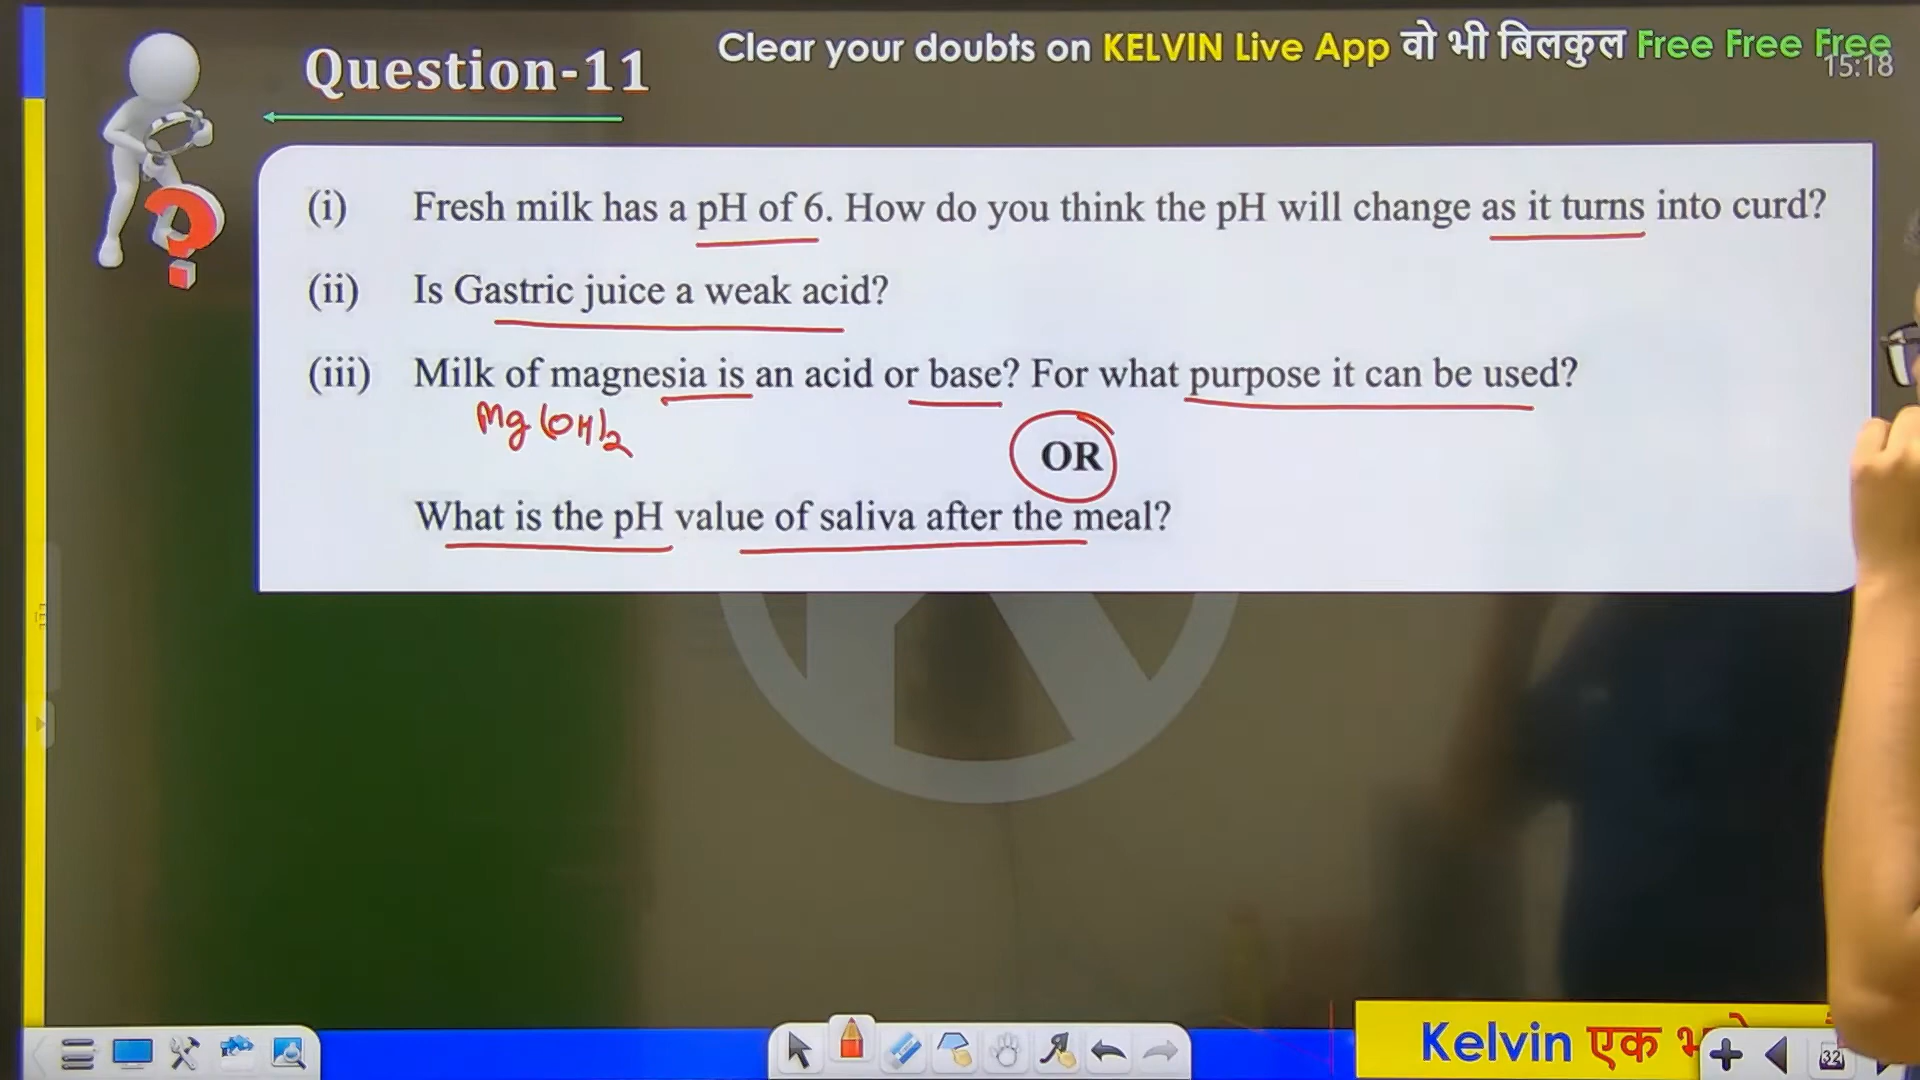 Question-11
Clear your doubts on KELVIN Live App वो भी बिलकुल Free Free Free
15:18
(i) Fresh milk has a pH of 6. How do you think the pH will change as it turns into curd?
(ii) Is Gastric juice a weak acid?
(iii) Milk of magnesia is an acid or base? For what purpose it can be used?
Mg(OH)2
OR
What is the pH value of saliva after the meal?
Kelvin एक
32